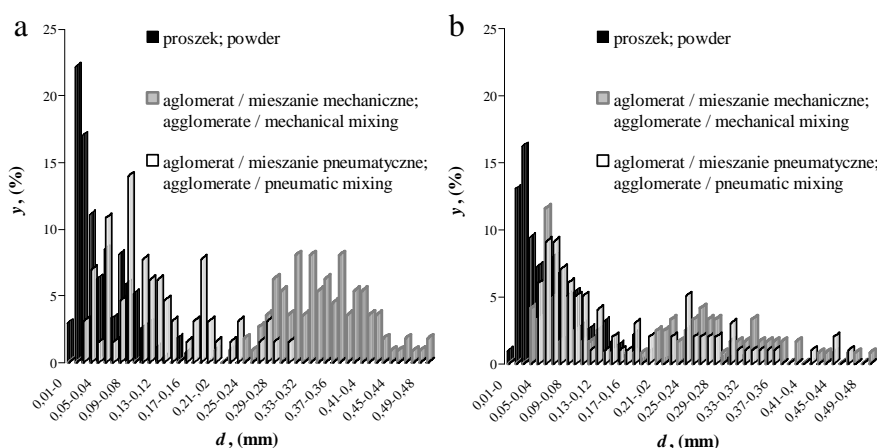 a
25
20
15
10
5
0
y, (%)
proszek; powder
aglomerat / mieszanie mechaniczne;
agglomerate / mechanical mixing
aglomerat / mieszanie pneumatyczne;
agglomerate / pneumatic mixing
0,01-0
0,05-0,04
0,09-0,08
0,13-0,12
0,17-0,16
0,21-,02
0,25-0,24
0,29-0,28
0,33-0,32
0,37-0,36
0,41-0,4
0,45-0,44
0,49-0,48
d, (mm)
b
25
20
15
10
5
0
y, (%)
proszek; powder
aglomerat / mieszanie mechaniczne;
agglomerate / mechanical mixing
aglomerat / mieszanie pneumatyczne;
agglomerate / pneumatic mixing
0,01-0
0,05-0,04
0,09-0,08
0,13-0,12
0,17-0,16
0,21-,02
0,25-0,24
0,29-0,28
0,33-0,32
0,37-0,36
0,41-0,4
0,45-0,44
0,49-0,48
d, (mm)